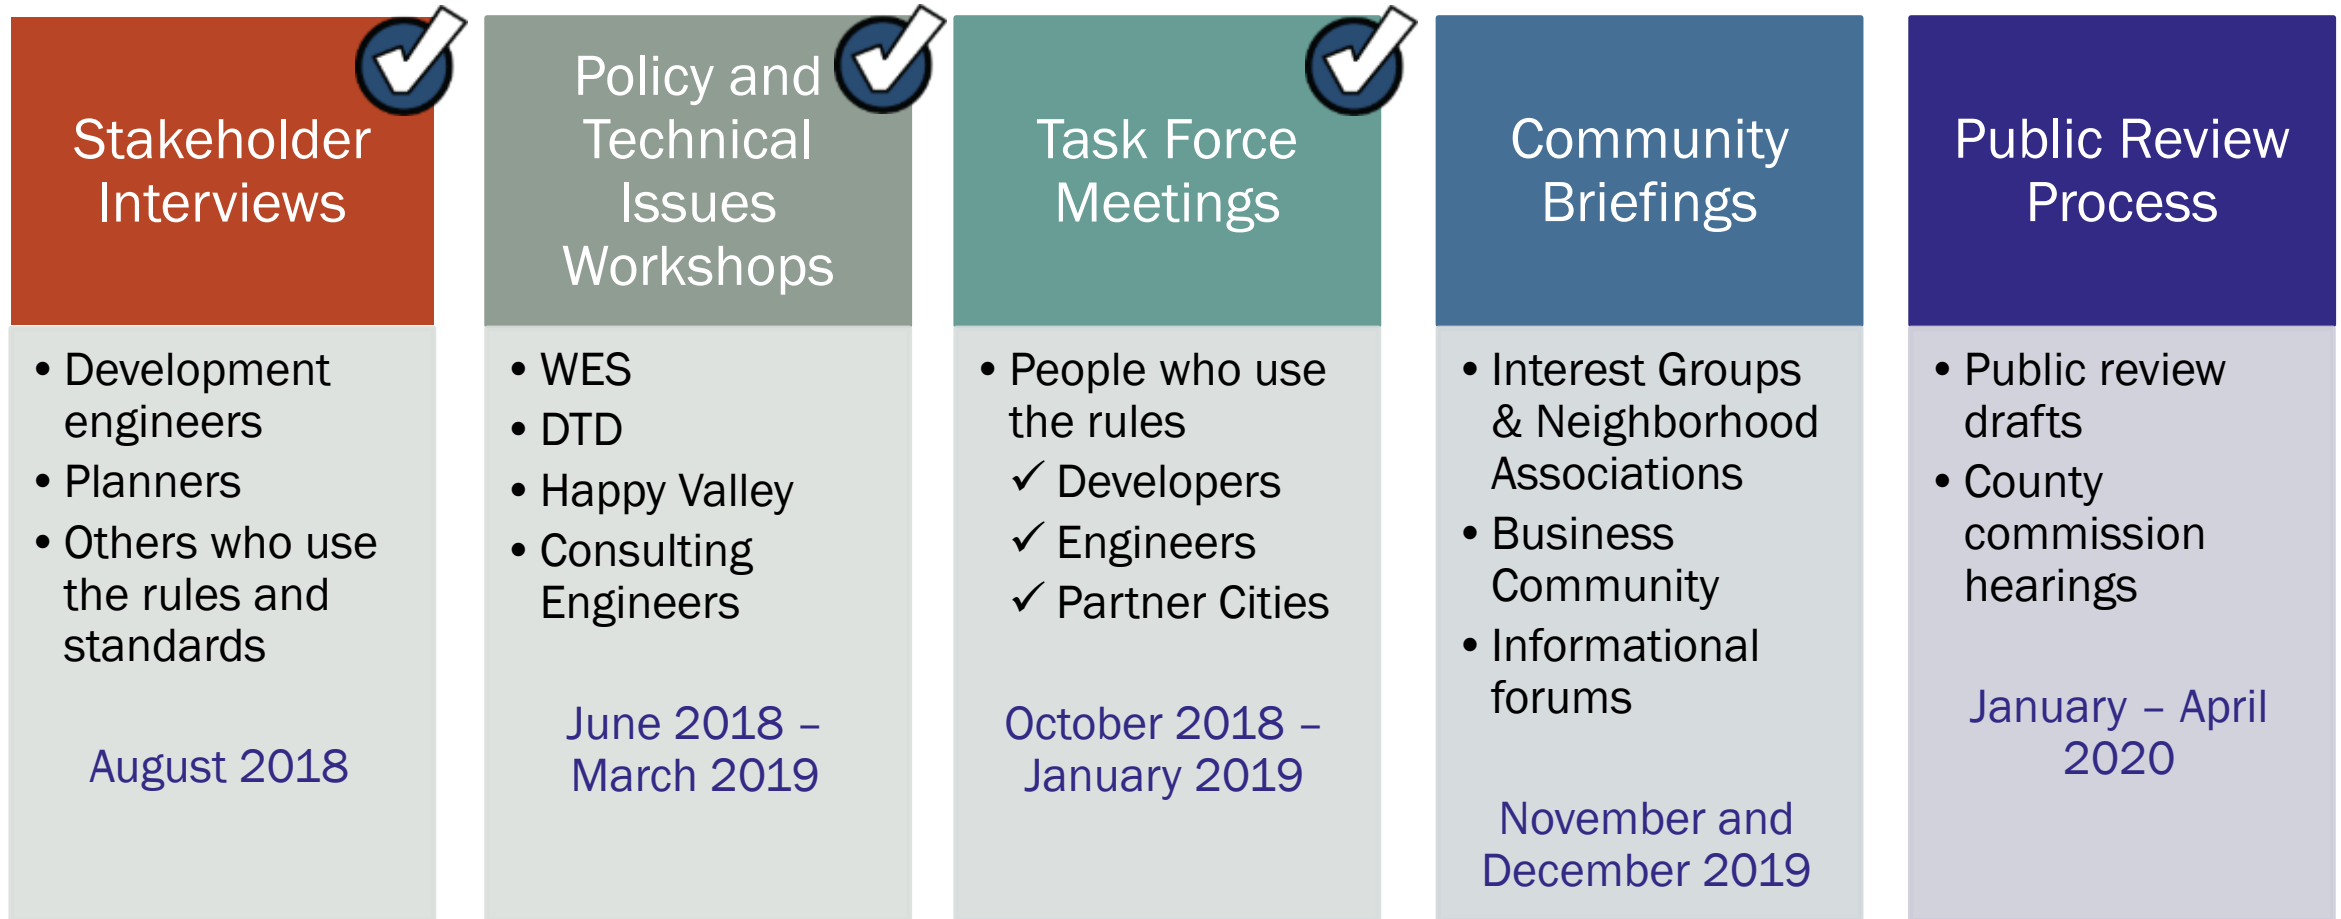 Stakeholder
Interviews
• Development
engineers
• Planners
• Others who use
the rules and
standards
August 2018
Policy and
Technical
Issues
Workshops
• WES
• DTD
• Happy Valley
• Consulting
Engineers
June 2018 –
March 2019
Task Force
Meetings
• People who use
the rules
✓ Developers
✓ Engineers
✓ Partner Cities
October 2018 –
January 2019
Community
Briefings
• Interest Groups
& Neighborhood
Associations
• Business
Community
• Informational
forums
November and
December 2019
Public Review
Process
• Public review
drafts
• County
commission
hearings
January – April
2020